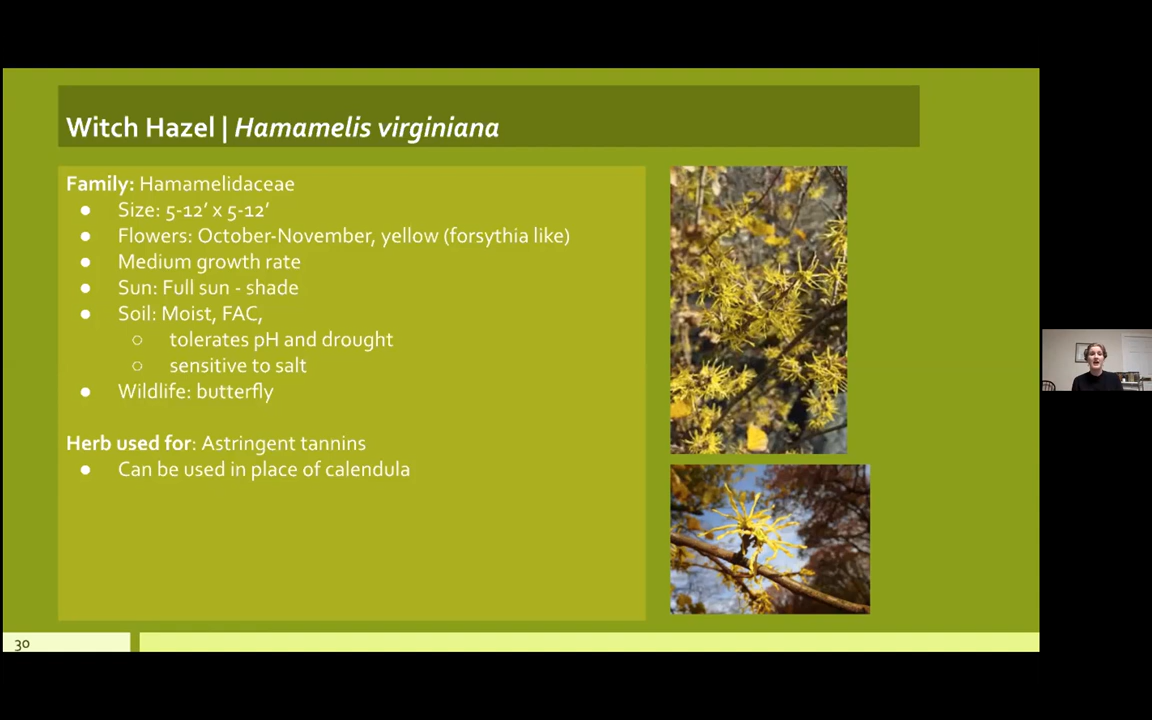 Witch Hazel | Hamamelis virginiana
Family: Hamamelidaceae
● Size: 5-12’ x 5-12’
● Flowers: October-November, yellow (forsythia like)
● Medium growth rate
● Sun: Full sun - shade
● Soil: Moist, FAC,
○ tolerates pH and drought
○ sensitive to salt
● Wildlife: butterfly
Herb used for: Astringent tannins
● Can be used in place of calendula
30